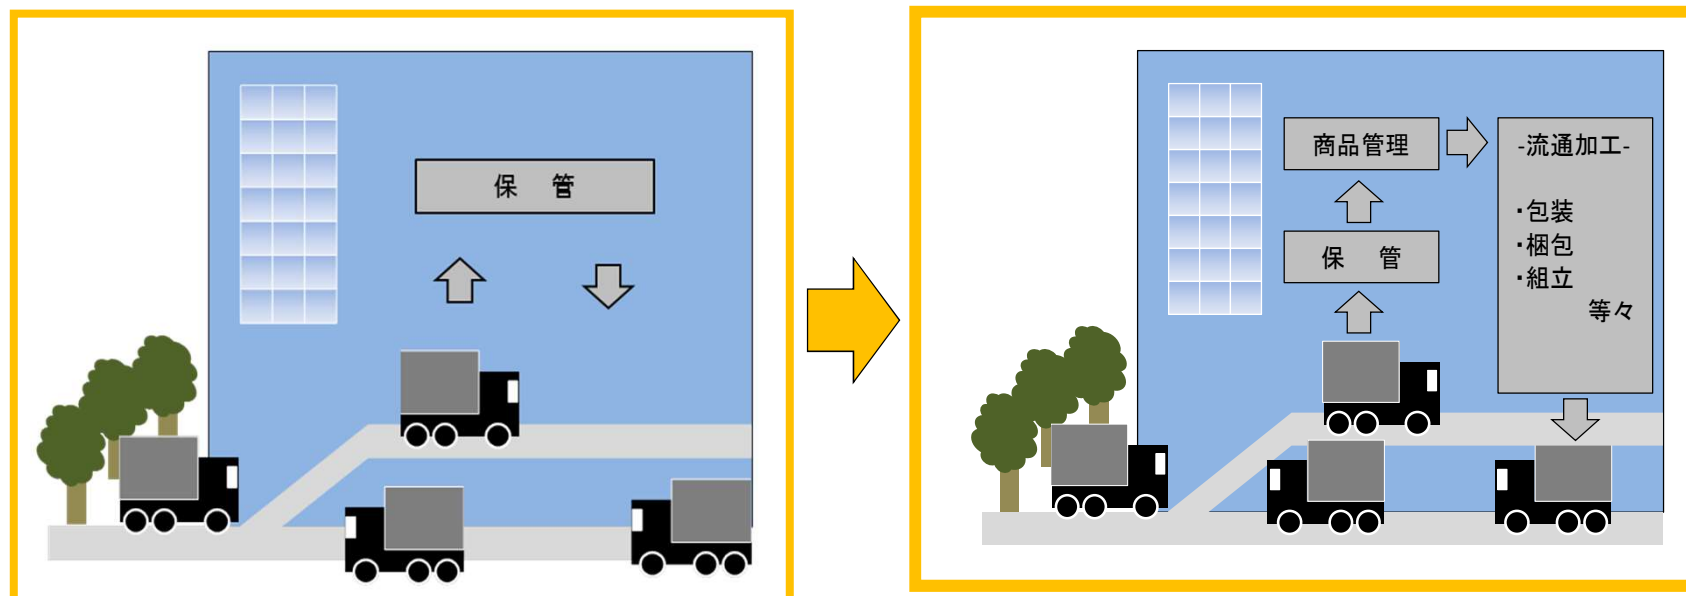 保　管
商品管理
保　管
-流通加工-
・包装
・梱包
・組立
等々